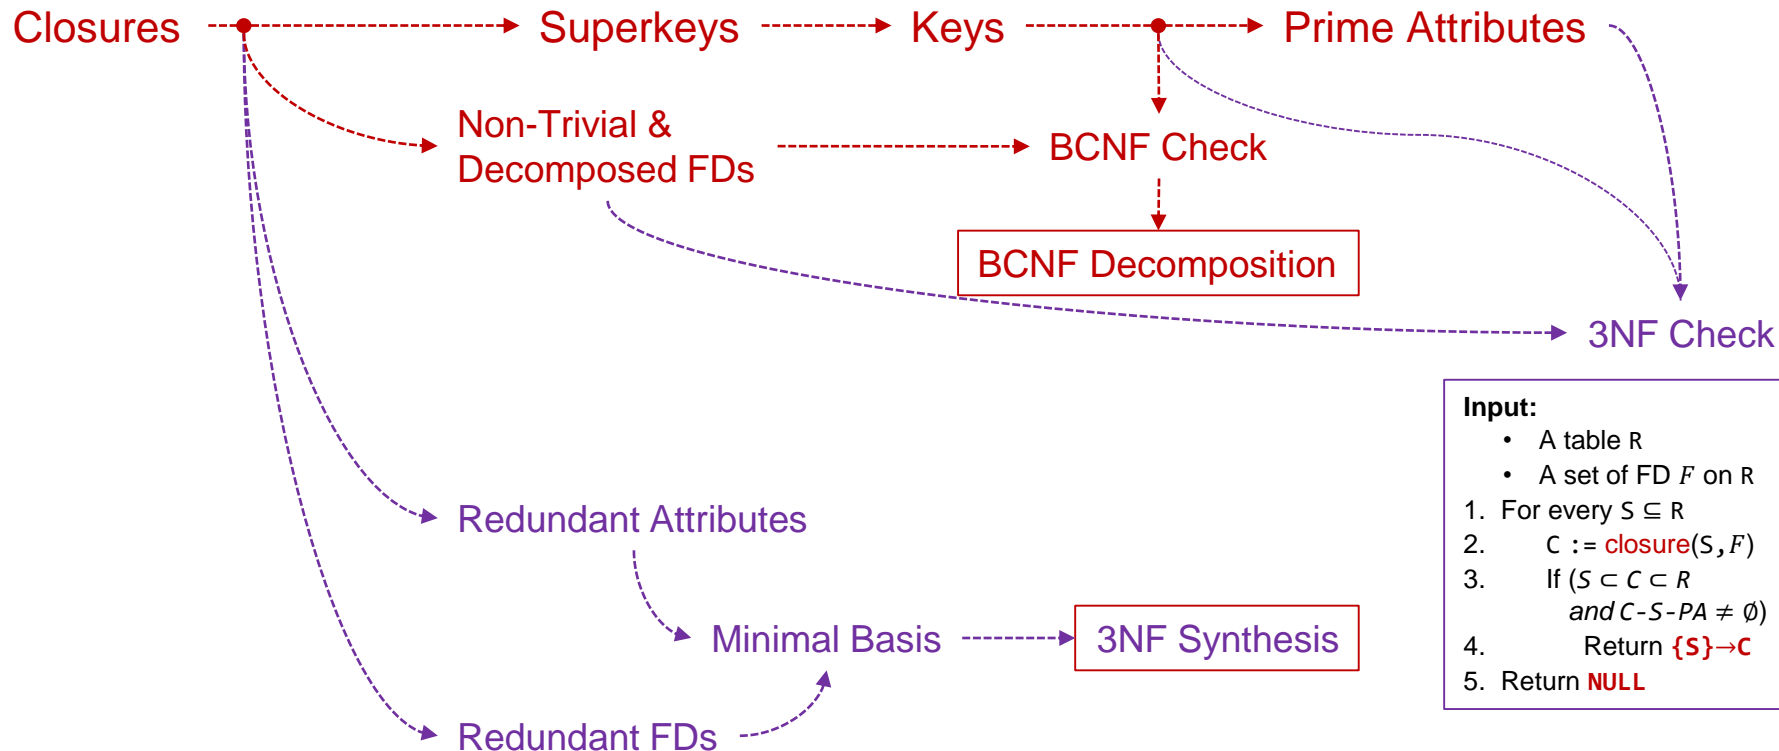 Closures
Superkeys
Keys
Prime Attributes
Non-Trivial &
Decomposed FDs
BCNF Check
BCNF Decomposition
3NF Check
Input:
• A table R
• A set of FD F on R
1. For every S ⊆ R
2. C := closure(S,F)
3. If (S ⊂ C ⊂ R
and C-S-PA ≠ ∅)
4. Return {S}→C
5. Return NULL
Redundant Attributes
Minimal Basis
3NF Synthesis
Redundant FDs